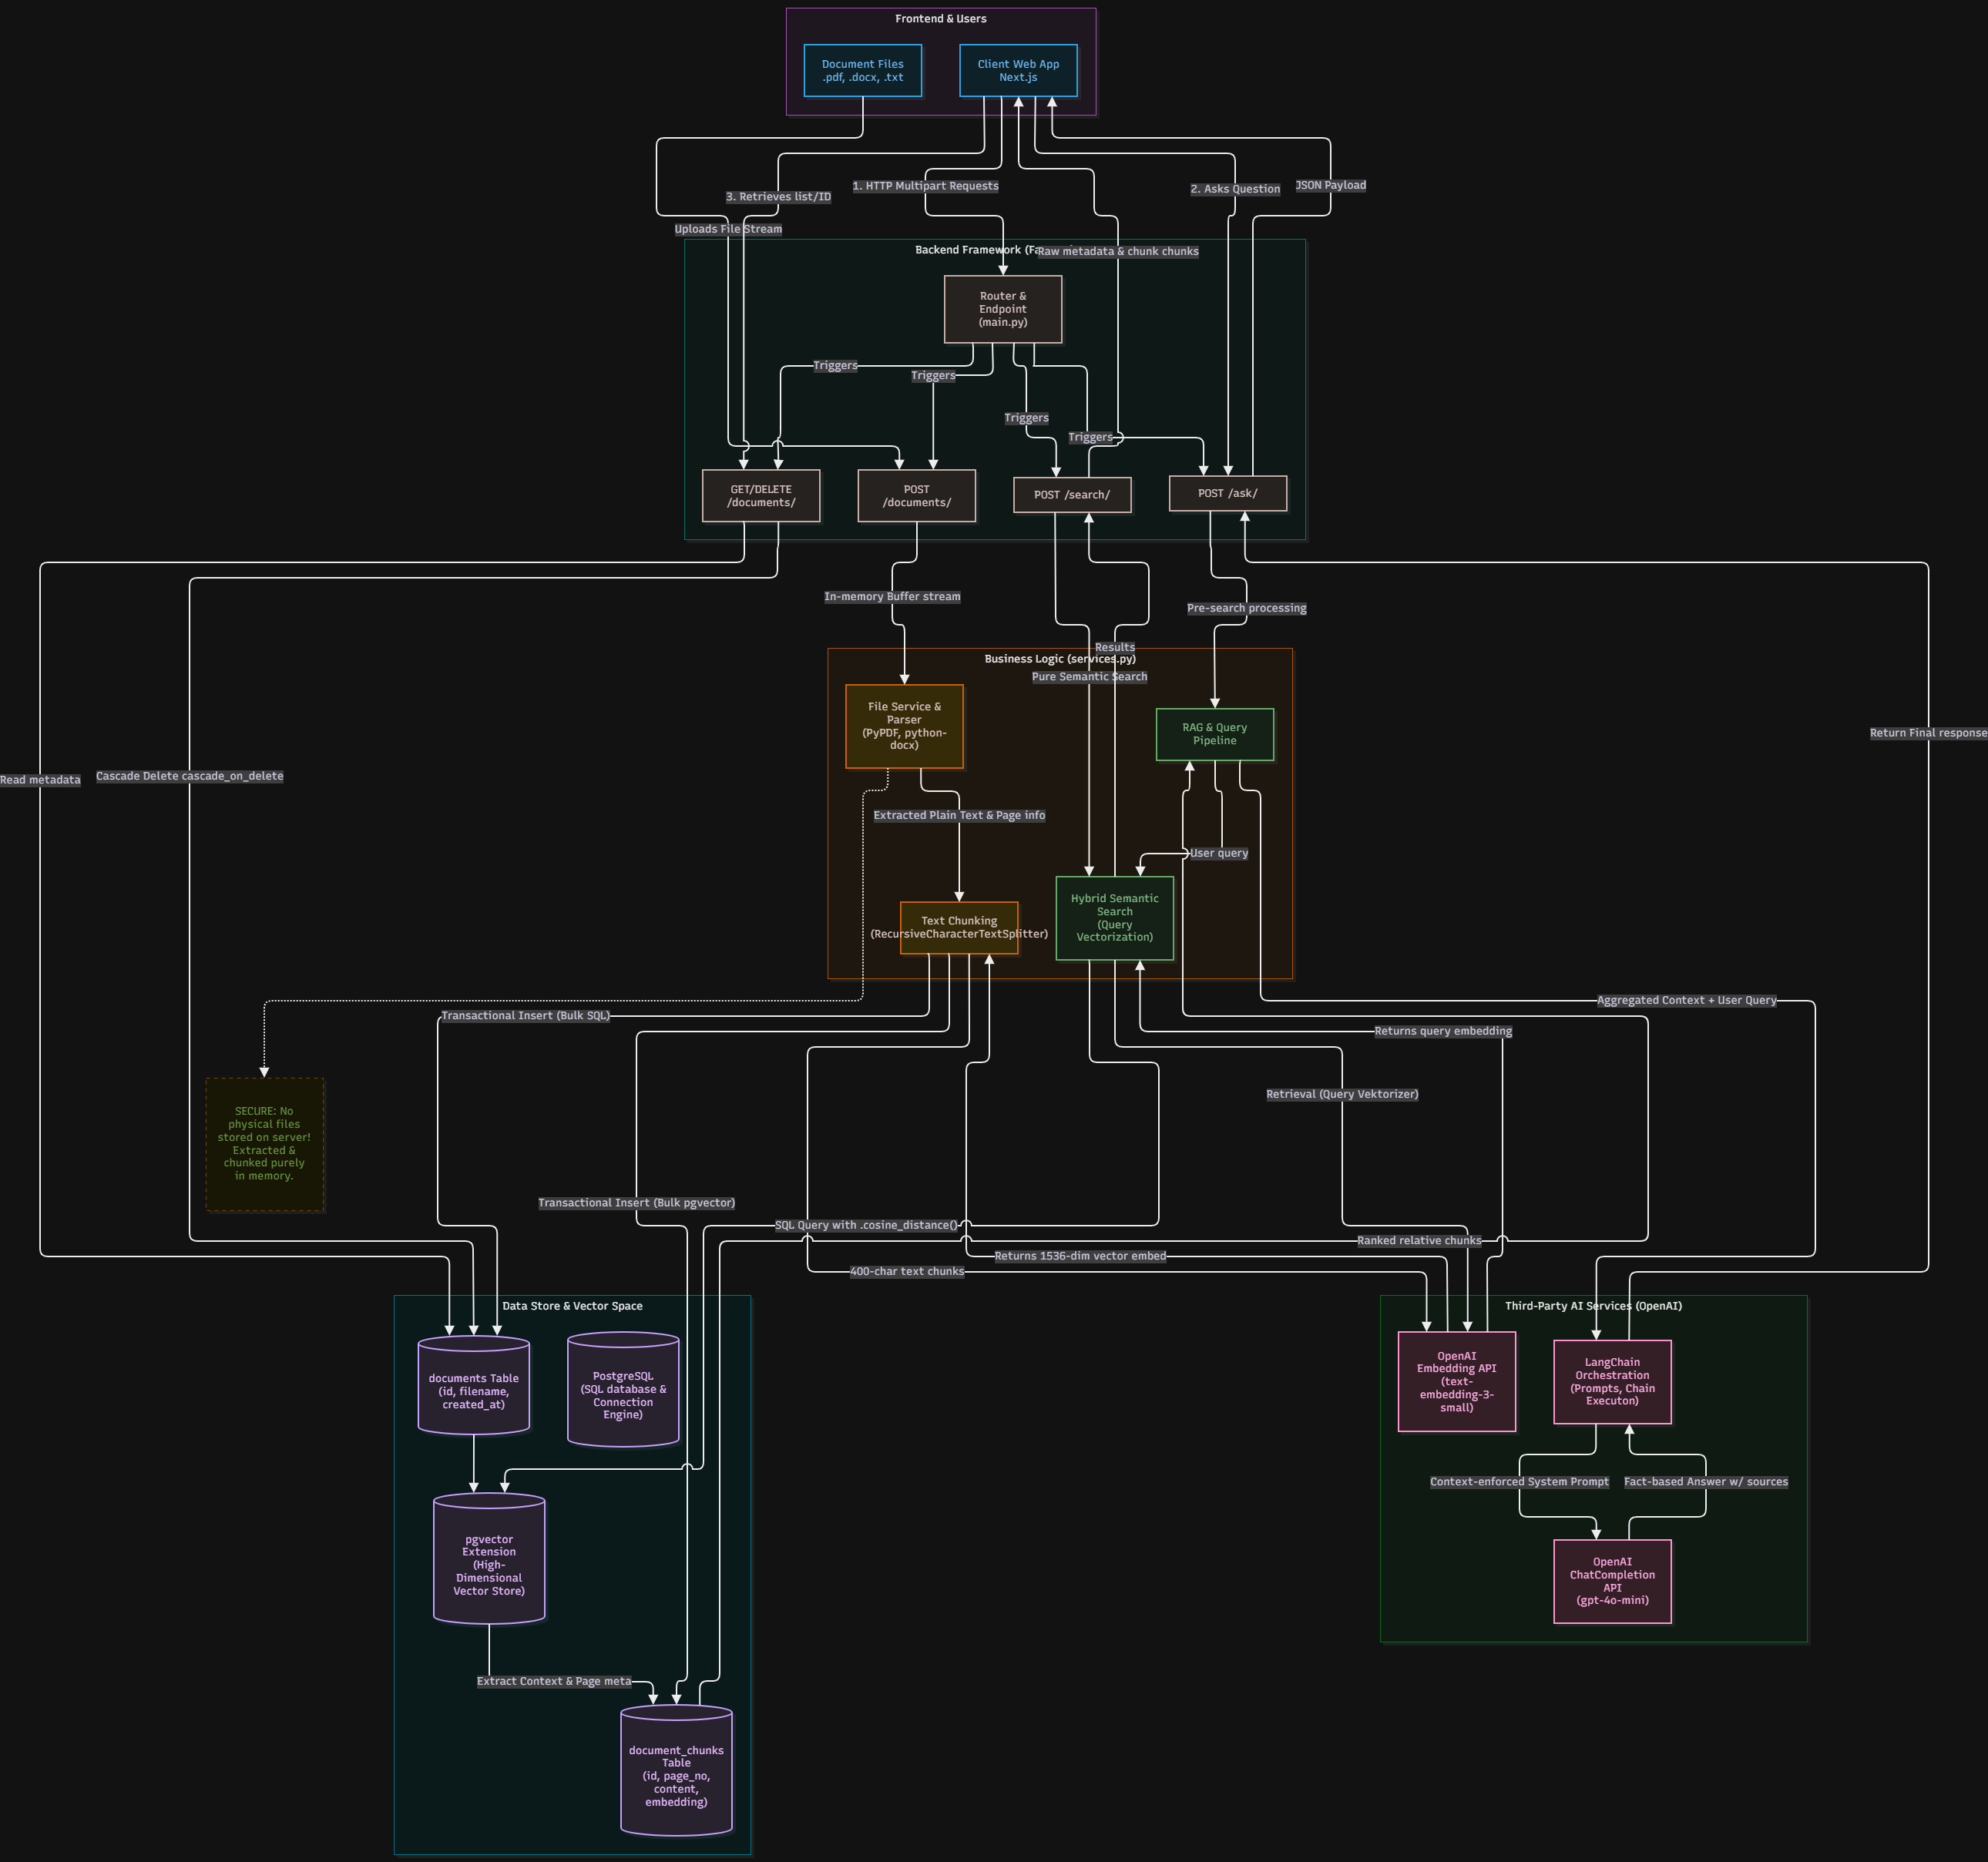 Frontend & Users
Document Files
.pdf, .docx, .txt
Client Web App
Next.js
1. HTTP Multipart Requests
2. Asks Question
JSON Payload
3. Retrieves list/ID
Uploads File Stream
Backend Framework (Fa
Raw metadata & chunk chunks
Router &
Endpoint
(main.py)
Triggers
Triggers
Triggers
Triggers
GET/DELETE
/documents/
POST
/documents/
POST /search/
POST /ask/
In-memory Buffer stream
Pre-search processing
Results
Business Logic (services.py)
Pure Semantic Search
File Service &
Parser
(PyPDF, python-
docx)
RAG & Query
Pipeline
Return Final response
Read metadata
Cascade Delete cascade_on_delete
Extracted Plain Text & Page info
User query
Hybrid Semantic
Search
(Query
Vectorization)
Text Chunking
(RecursiveCharacterTextSplitter)
Aggregated Context + User Query
Transactional Insert (Bulk SQL)
Returns query embedding
Retrieval (Query Vektorizer)
SECURE: No
physical files
stored on server!
Extracted &
chunked purely
in memory.
Transactional Insert (Bulk pgvector)
SQL Query with .cosine_distance()
Ranked relative chunks
Returns 1536-dim vector embed
400-char text chunks
Data Store & Vector Space
documents Table
(id, filename,
created_at)
PostgreSQL
(SQL database &
Connection
Engine)
pgvector
Extension
(High-
Dimensional
Vector Store)
Extract Context & Page meta
document_chunks
Table
(id, page_no,
content,
embedding)
Third-Party AI Services (OpenAI)
OpenAI
Embedding API
(text-
embedding-3-
small)
LangChain
Orchestration
(Prompts, Chain
Executon)
Context-enforced System Prompt
Fact-based Answer w/ sources
OpenAI
ChatCompletion
API
(gpt-4o-mini)